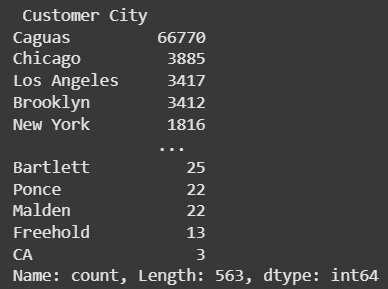 Customer City
Caguas 66770
Chicago 3885
Los Angeles 3417
Brooklyn 3412
New York 1816
...
Bartlett 25
Ponce 22
Malden 22
Freehold 13
CA 3
Name: count, Length: 563, dtype: int64